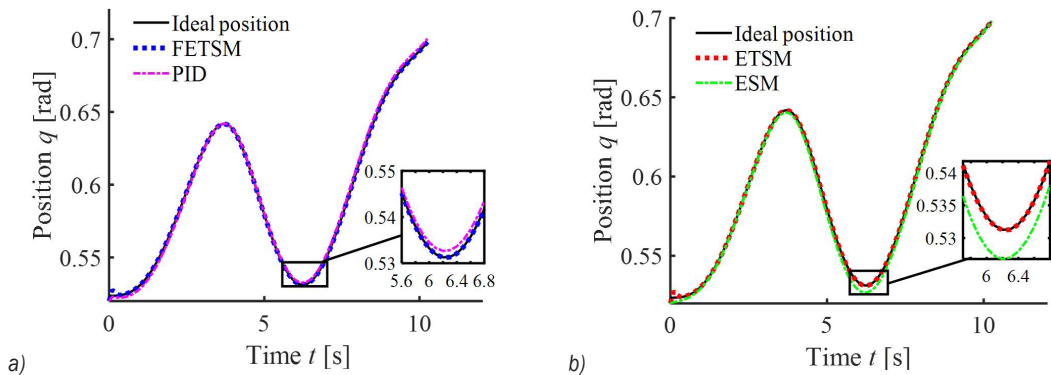 Ideal position
FETSM
PID
Position q [rad]
0.7
0.65
0.6
0.55
0.55
0.54
0.53
5.6 6 6.4 6.8
0 5 10
Time t [s]
a)
Ideal position
ETSM
ESM
Position q [rad]
0.7
0.65
0.6
0.55
0.54
0.535
0.53
6 6.4
0 5 10
Time t [s]
b)